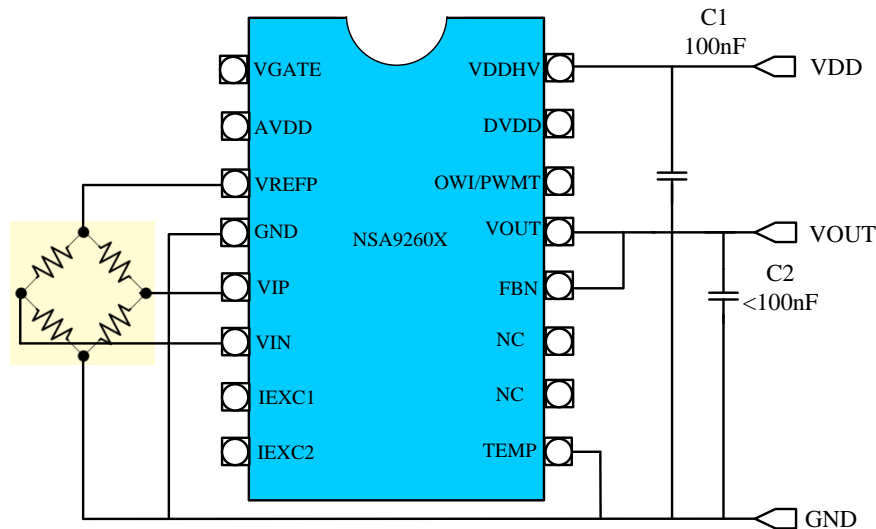 C1
100nF
VDD
VGATE
VDDHV
AVDD
DVDD
VREFP
OWI/PWMT
GND
NSA9260X
VOUT
VOUT
C2
<100nF
VIP
FBN
VIN
NC
IEXC1
NC
IEXC2
TEMP
GND